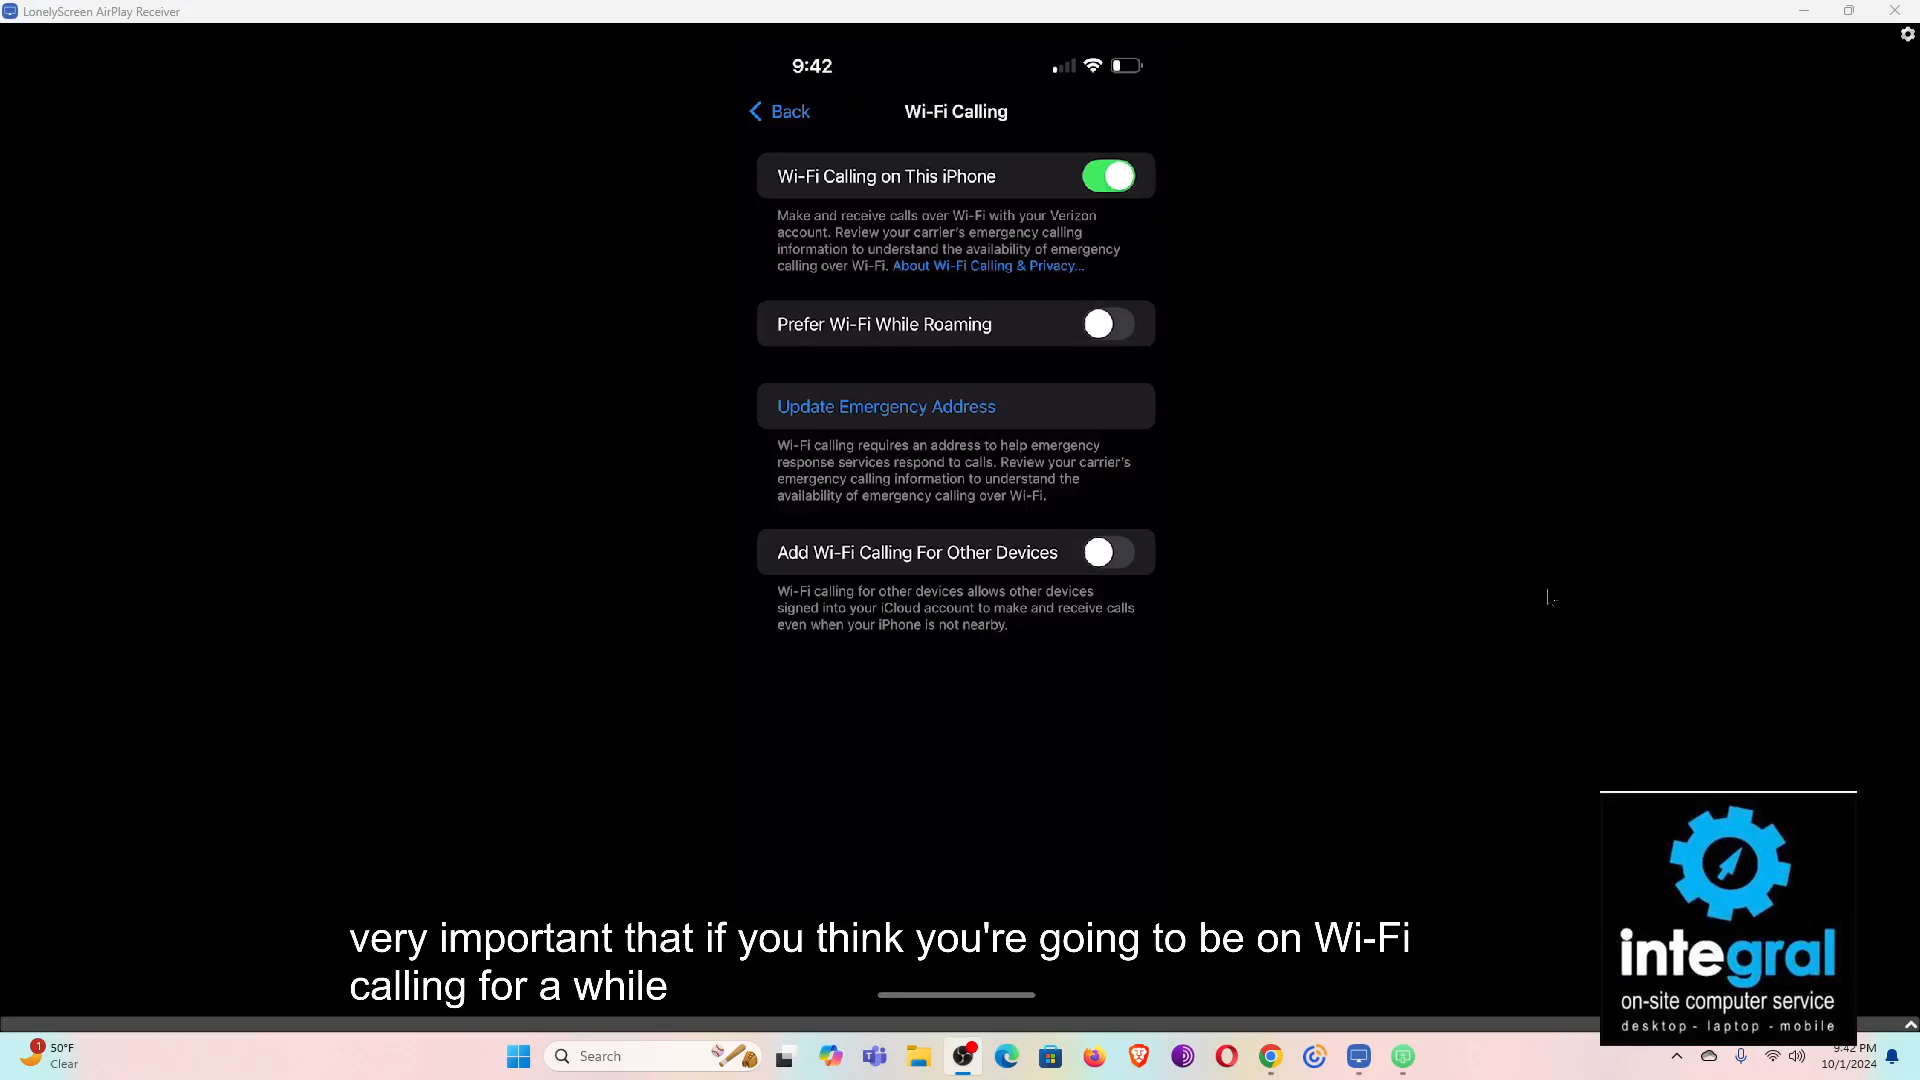 LonelyScreen AirPlay Receiver
9:42
Back
Wi-Fi Calling
Wi-Fi Calling on This iPhone
Make and receive calls over Wi-Fi with your Verizon
account. Review your carrier's emergency calling
information to understand the availability of emergency
calling over Wi-Fi. About Wi-Fi Calling & Privacy...
Prefer Wi-Fi While Roaming
Update Emergency Address
Wi-Fi calling requires an address to help emergency
response services respond to calls. Review your carrier's
emergency calling information to understand the
availability of emergency calling over Wi-Fi.
Add Wi-Fi Calling For Other Devices
Wi-Fi calling for other devices allows other devices
signed into your iCloud account to make and receive calls
even when your iPhone is not nearby.
very important that if you think you're going to be on Wi-Fi
calling for a while
integral
on-site computer service
desktop - laptop - mobile
1
50°F
Clear
Search
9:42 PM
10/1/2024